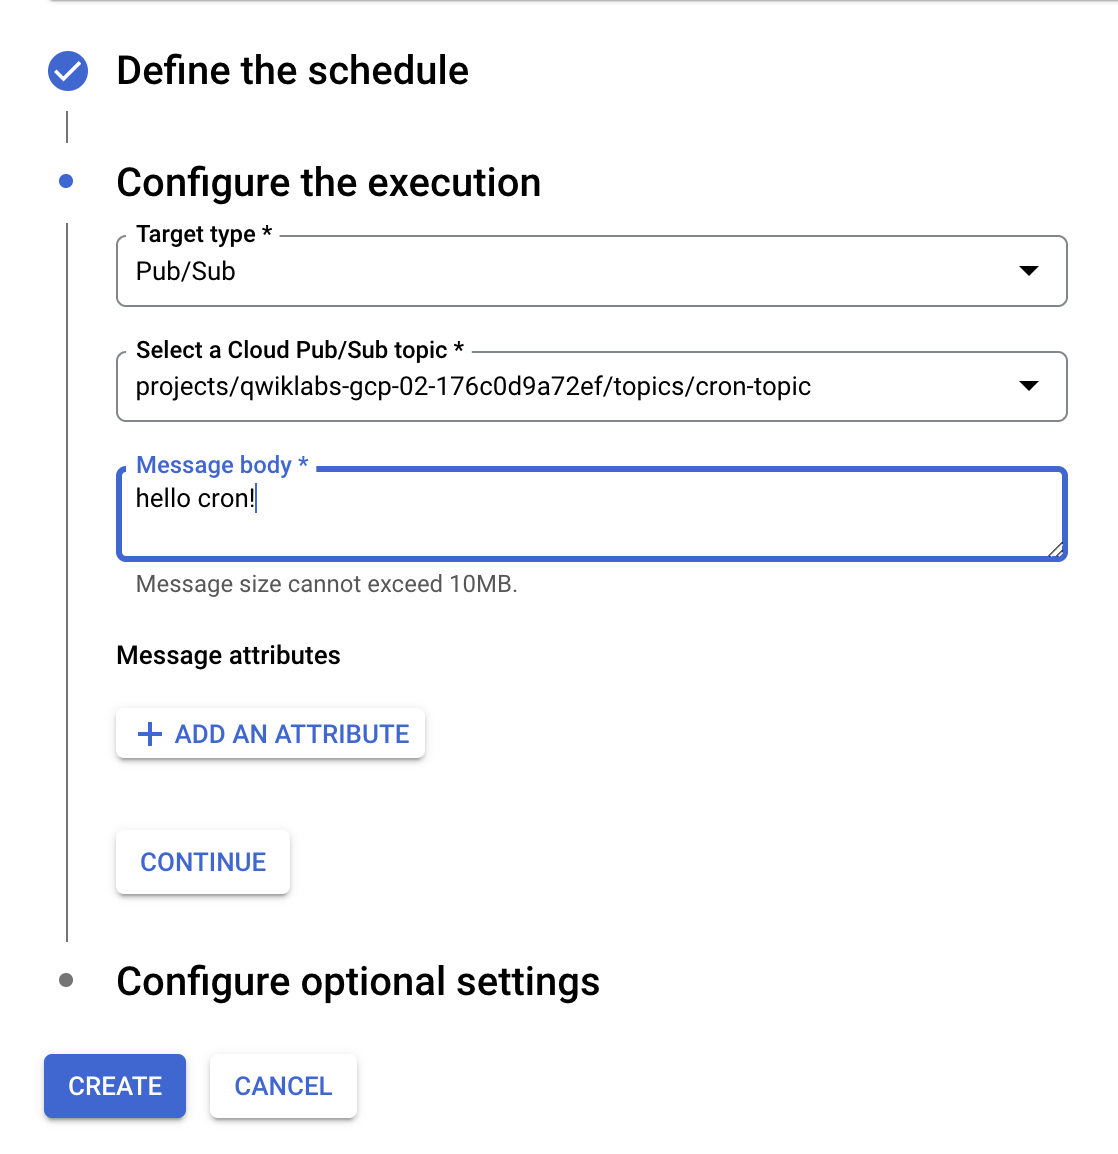 Define the schedule
Configure the execution
Target type *
Pub/Sub
Select a Cloud Pub/Sub topic *
projects/qwiklabs-gcp-02-176c0d9a72ef/topics/cron-topic
Message body *
hello cron!
Message size cannot exceed 10MB.
Message attributes
ADD AN ATTRIBUTE
CONTINUE
Configure optional settings
CREATE CANCEL